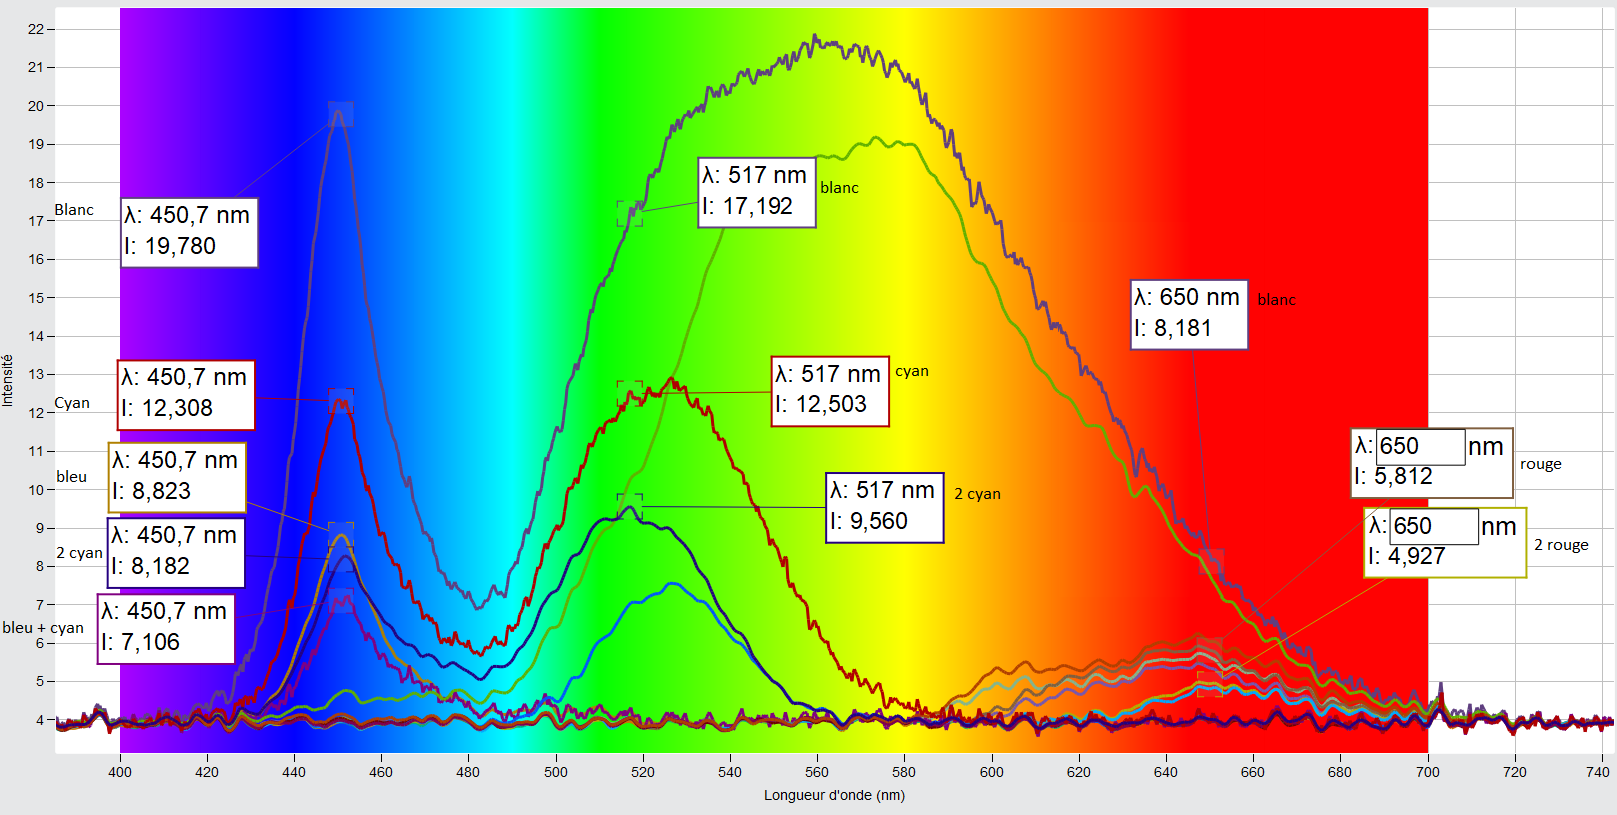 22
21
20
19
18
17
16
15
14
13
12
11
10
9
8
7
6
5
4
Intensité
400 420 440 460 480 500 520 540 560 580 600 620 640 660 680 700 720 740
Longueur d'onde (nm)
Blanc
λ: 450,7 nm
I: 19,780
λ: 517 nm
I: 17,192
blanc
λ: 650 nm
I: 8,181
blanc
Cyan
λ: 450,7 nm
I: 12,308
λ: 517 nm
I: 12,503
cyan
bleu
λ: 450,7 nm
I: 8,823
λ: 650 nm
I: 5,812
rouge
2 cyan
λ: 450,7 nm
I: 8,182
λ: 517 nm
I: 9,560
2 cyan
λ: 650 nm
I: 4,927
2 rouge
bleu + cyan
λ: 450,7 nm
I: 7,106